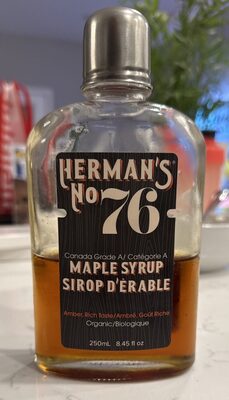 HERMAN'S
No 76
Canada Grade A/ Catégorie A
MAPLE SYRUP
SIROP D'ÉRABLE
Amber, Rich Taste/Ambré, Goût Riche
Organic/Biologique
250mL 8.45 fl oz